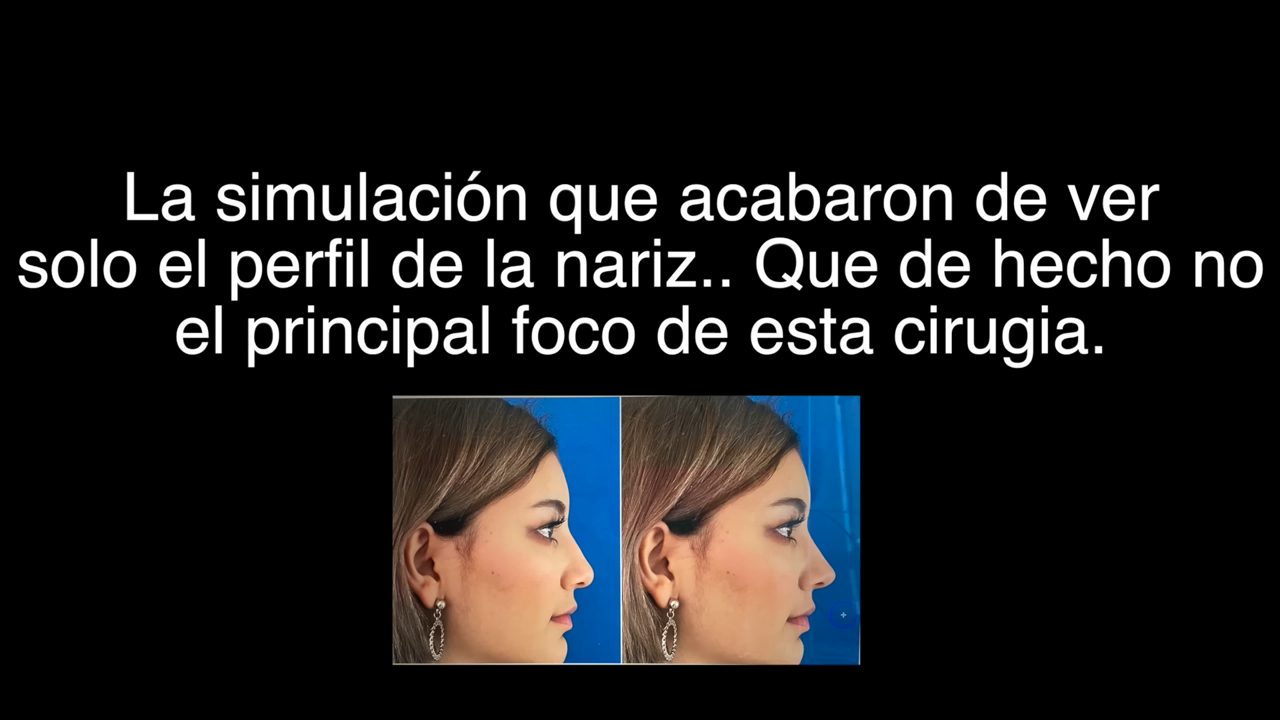 La simulación que acabaron de ver
solo el perfil de la nariz.. Que de hecho no
el principal foco de esta cirugia.